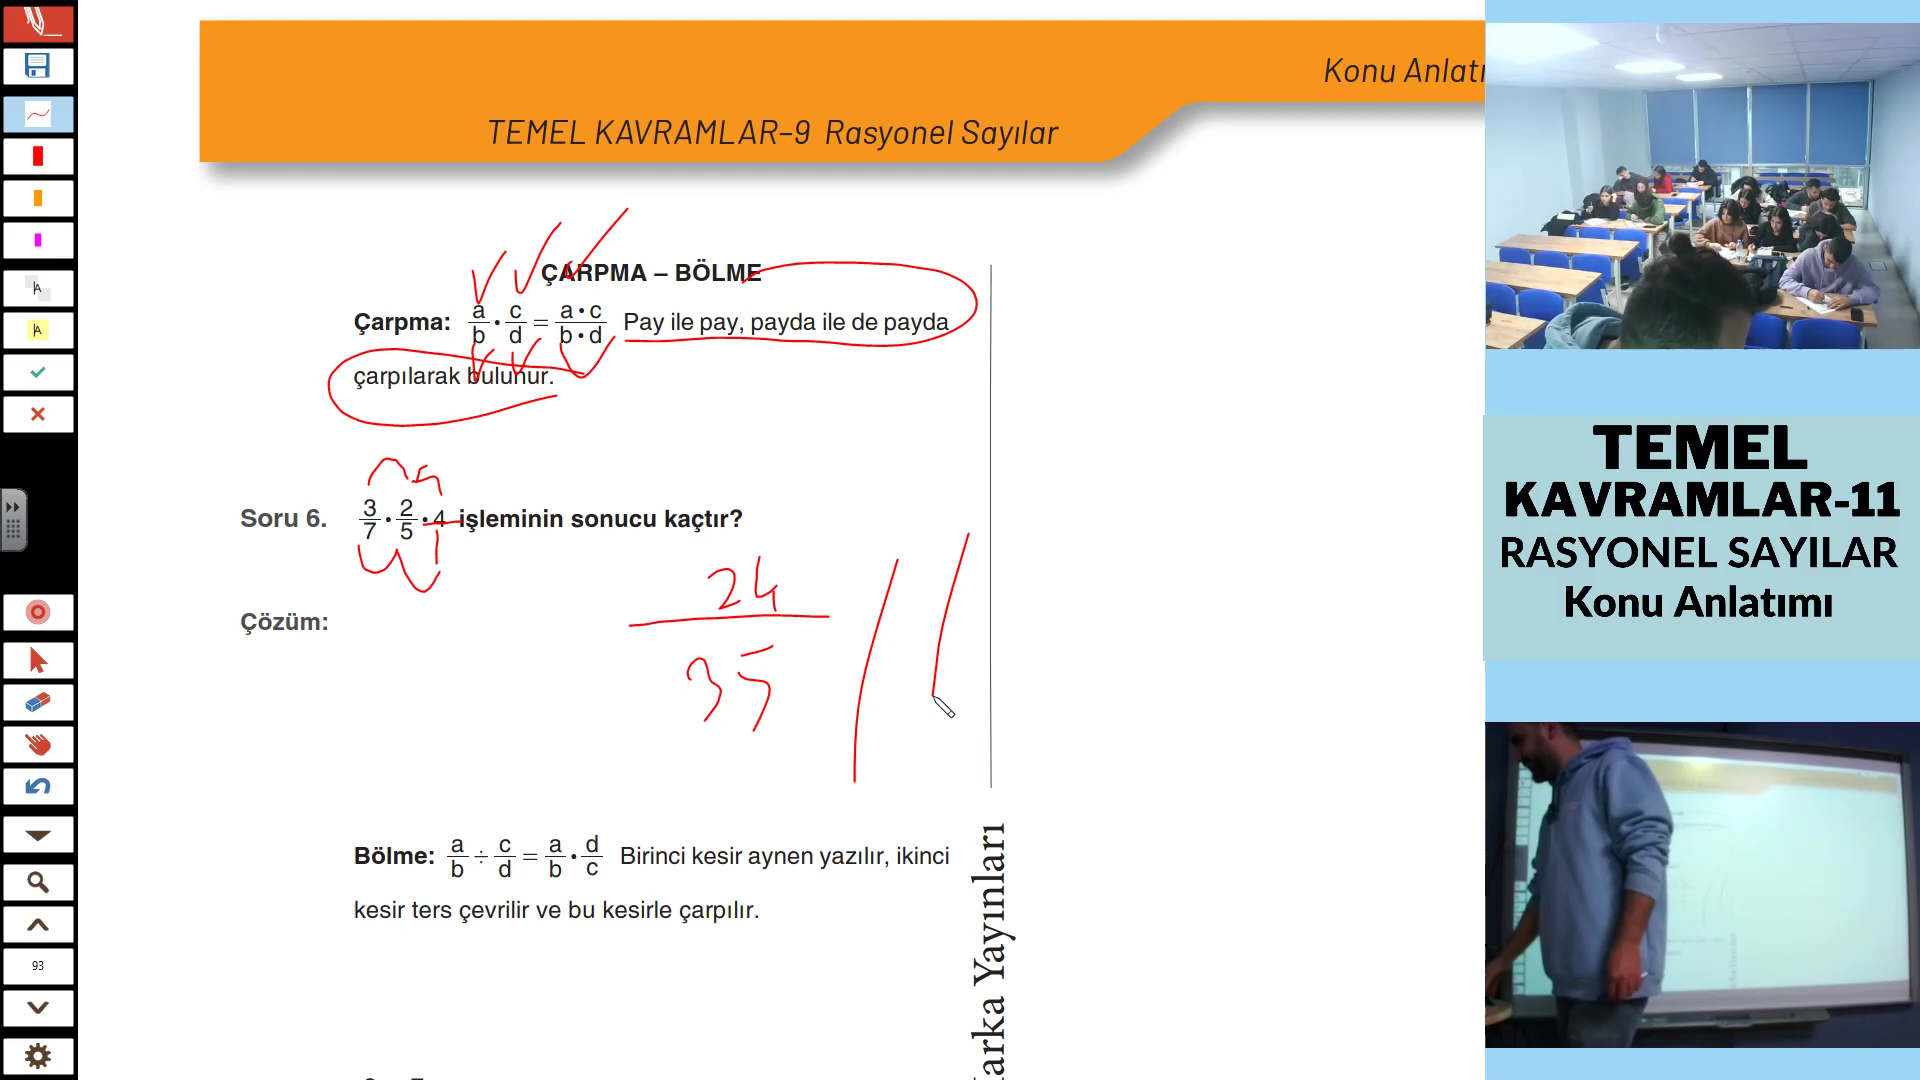 Konu Anlatı
TEMEL KAVRAMLAR–9 Rasyonel Sayılar
ÇARPMA – BÖLME
Çarpma: a/b • c/d = a • c/b • d Pay ile pay, payda ile de payda
çarpılarak bulunur.
Soru 6. 3/7 • 2/5 • 4 işleminin sonucu kaçtır?
24
35
Çözüm:
Bölme: a/b ÷ c/d = a/b • d/c Birinci kesir aynen yazılır, ikinci
kesir ters çevrilir ve bu kesirle çarpılır.
arka Yayınları
93
TEMEL
KAVRAMLAR-11
RASYONEL SAYILAR
Konu Anlatımı